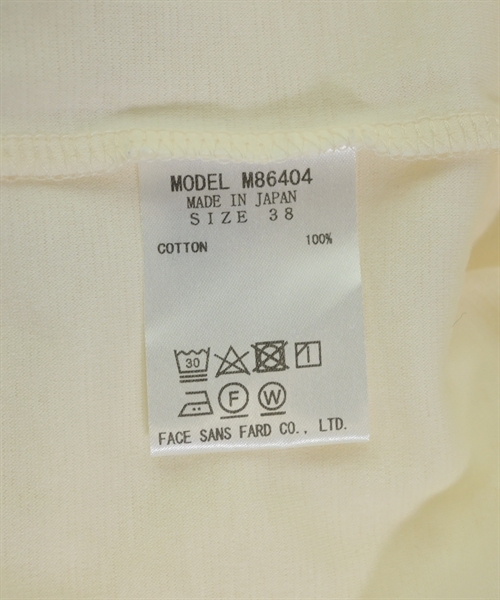 MODEL M86404
MADE IN JAPAN
SIZE 38
COTTON 100%
30
F W
FACE SANS FARD CO., LTD.